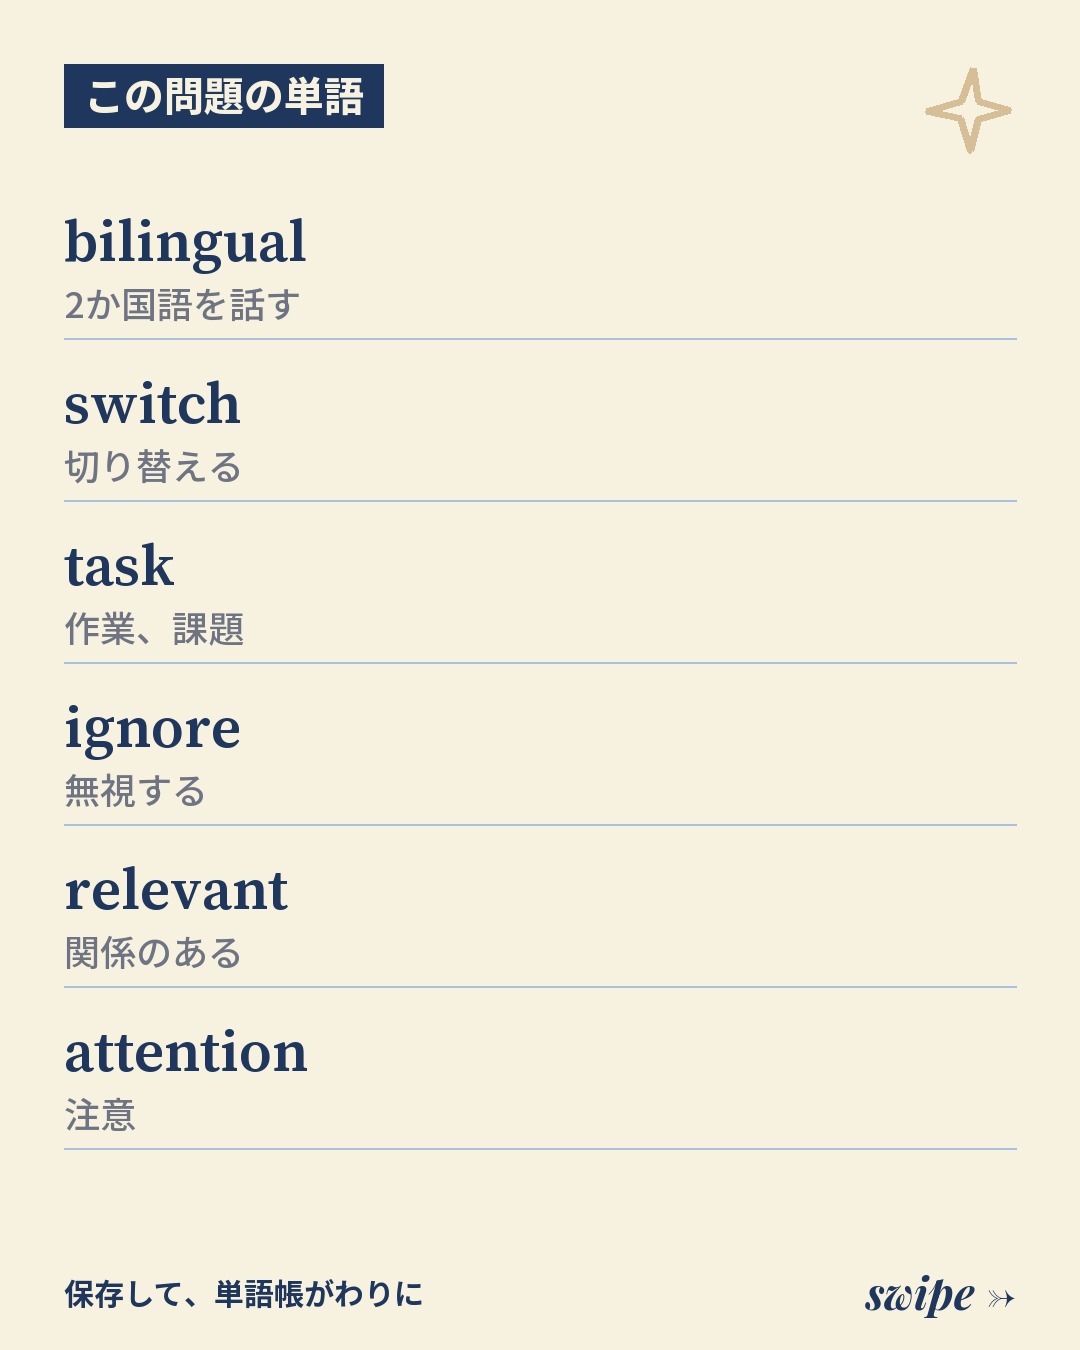 この問題の単語
bilingual
2か国語を話す
switch
切り替える
task
作業、課題
ignore
無視する
relevant
関係のある
attention
注意
保存して、単語帳がわりに
swipe